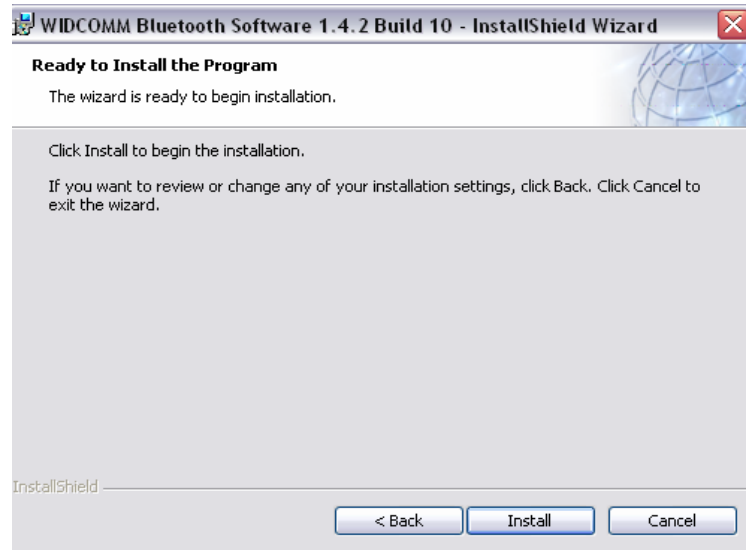 WIDCOMM Bluetooth Software 1.4.2 Build 10 - InstallShield Wizard
Ready to Install the Program
The wizard is ready to begin installation.
Click Install to begin the installation.
If you want to review or change any of your installation settings, click Back. Click Cancel to
exit the wizard.
InstallShield
< Back Install Cancel